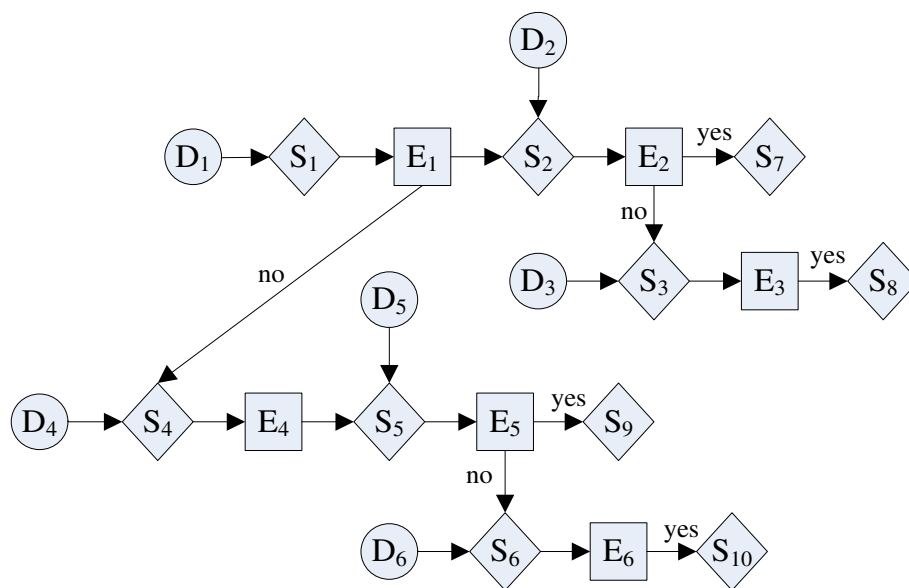 D2
D1 S1 E1 S2 E2 yes S7
no
D3 S3 E3 yes S8
no
D5
D4 S4 E4 S5 E5 yes S9
no
D6 S6 E6 yes S10